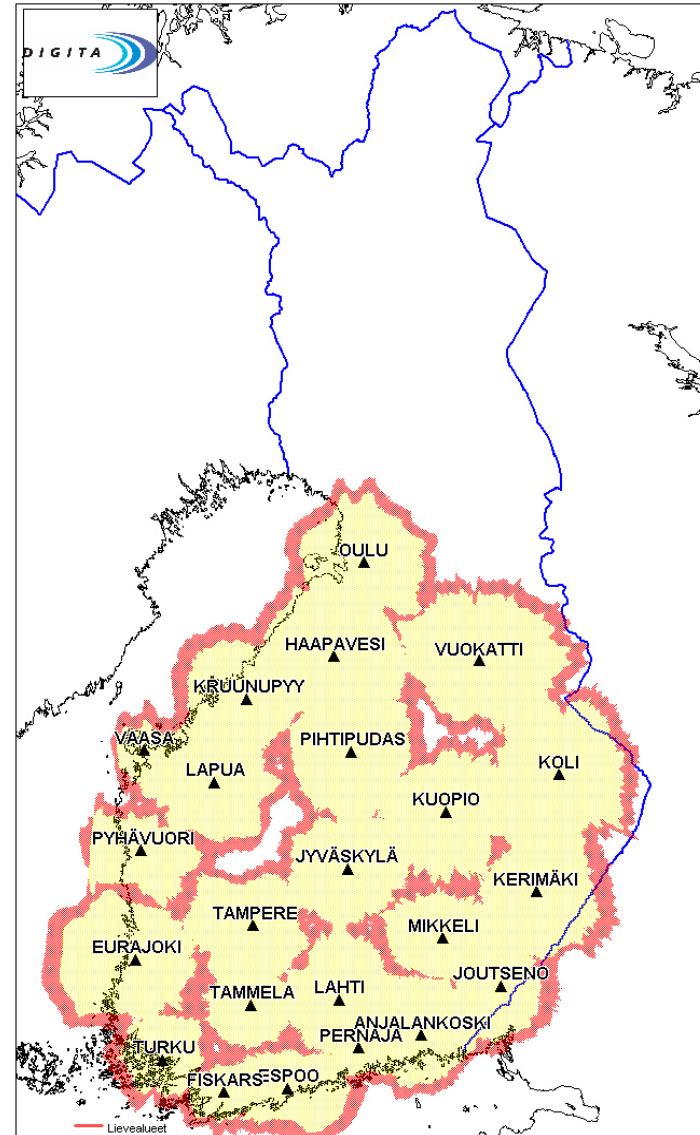 DIGITA
OULU
HAAPAVESI
VUOKATTI
KRUUNUPYY
VAASA
PIHTIPUDAS
LAPUA
KOLI
KUOPIO
PYHÄVUORI
JYVÄSKYLÄ
KERIMÄKI
TAMPERE
MIKKELI
EURAJOKI
JOUTSENO
TAMMELA
LAHTI
ANJALANKOSKI
PERNAJA
TURKU
FISKARS
ESPOO
Lievealueet